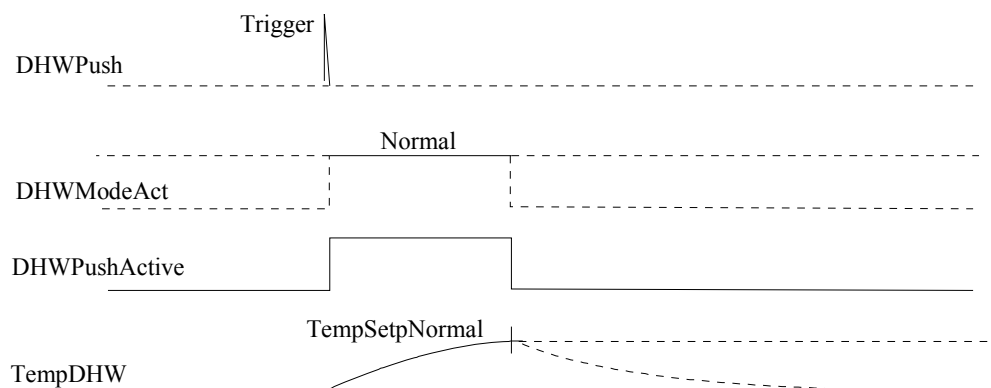 Trigger
DHWPush
Normal
DHWModeAct
DHWPushActive
TempSetpNormal
TempDHW